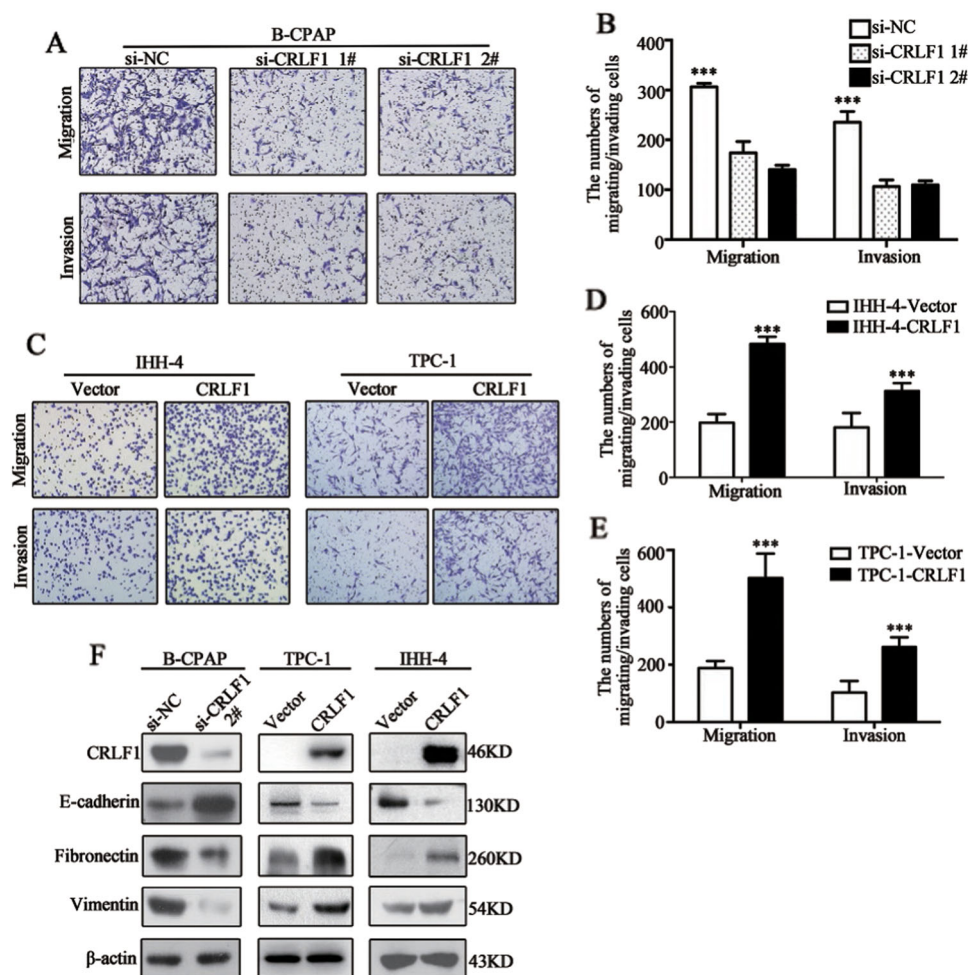 A
B-CPAP
si-NC si-CRLF1 1# si-CRLF1 2#
Migration
Invasion
B
si-NC
si-CRLF1 1#
si-CRLF1 2#
The numbers of
migrating/invading cells
400
300
200
100
0
*** ***
Migration Invasion
C
IHH-4 TPC-1
Vector CRLF1 Vector CRLF1
Migration
Invasion
D
IHH-4-Vector
IHH-4-CRLF1
The numbers of
migrating/invading cells
600
400
200
0
*** ***
Migration Invasion
E
TPC-1-Vector
TPC-1-CRLF1
The numbers of
migrating/invading cells
600
400
200
0
*** ***
Migration Invasion
F
B-CPAP TPC-1 IHH-4
si-NC si-CRLF1 2# Vector CRLF1 Vector CRLF1
CRLF1 46KD
E-cadherin 130KD
Fibronectin 260KD
Vimentin 54KD
β-actin 43KD